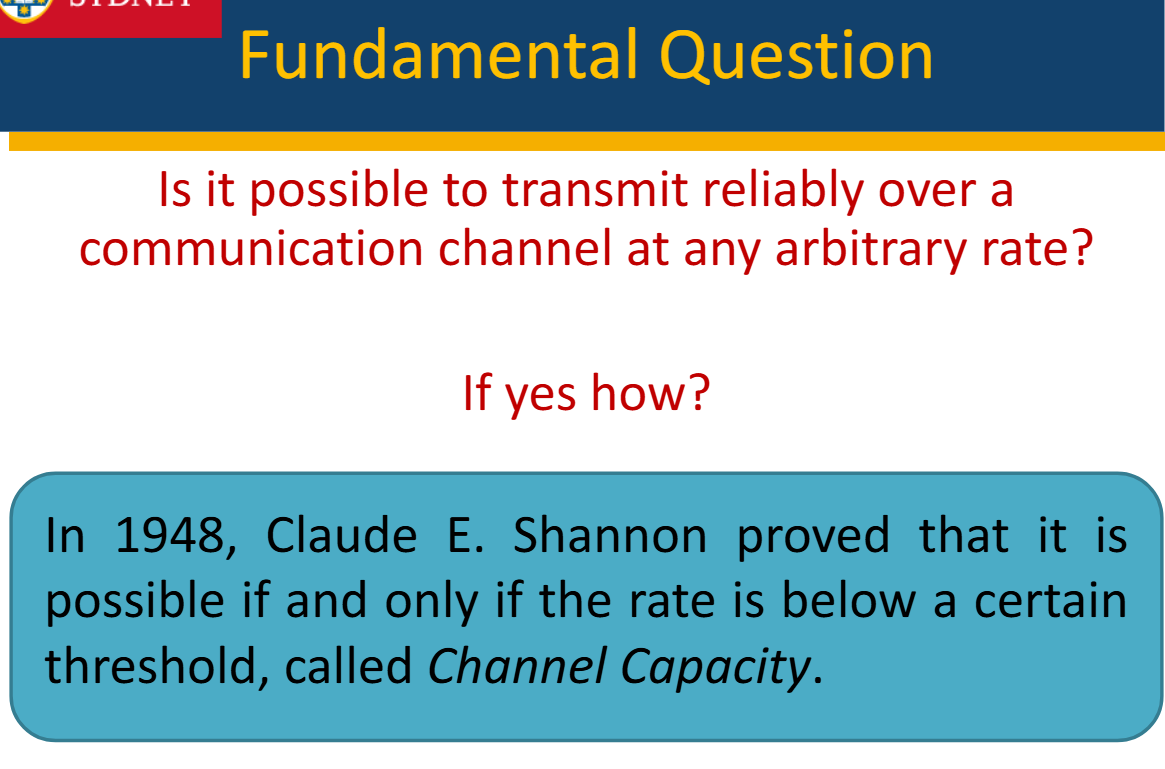 SYDNEY
Fundamental Question
Is it possible to transmit reliably over a
communication channel at any arbitrary rate?
If yes how?
In 1948, Claude E. Shannon proved that it is
possible if and only if the rate is below a certain
threshold, called Channel Capacity.